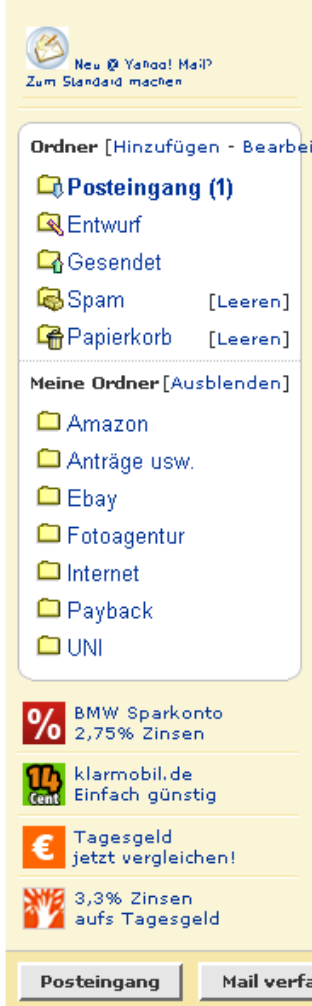 Neu @ Yahoo! Mail?
Zum Standard machen
Ordner [Hinzufügen - Bearbei
Posteingang (1)
Entwurf
Gesendet
Spam [Leeren]
Papierkorb [Leeren]
Meine Ordner [Ausblenden]
Amazon
Anträge usw.
Ebay
Fotoagentur
Internet
Payback
UNI
% BMW Sparkonto
2,75% Zinsen
14 klarmobil.de
Cent Einfach günstig
€ Tagesgeld
jetzt vergleichen!
3,3% Zinsen
aufs Tagesgeld
Posteingang Mail verfa